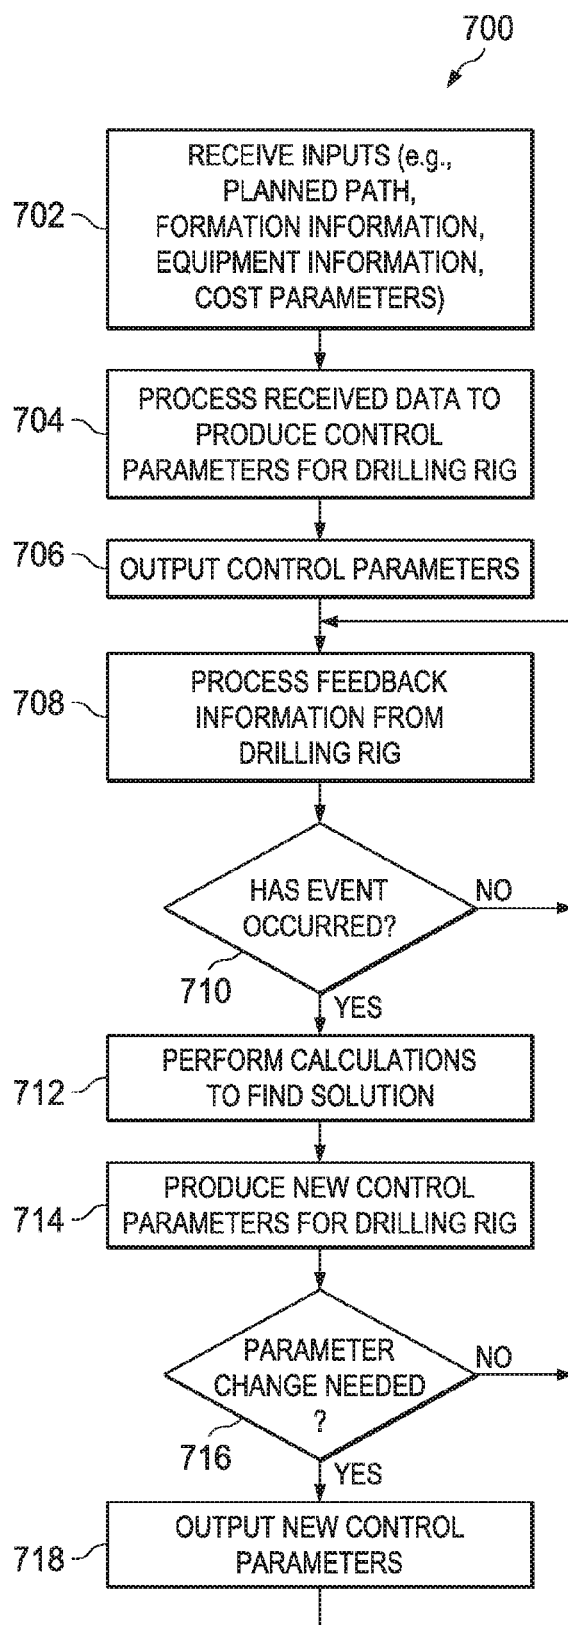 700
702
RECEIVE INPUTS (e.g.,
PLANNED PATH,
FORMATION INFORMATION,
EQUIPMENT INFORMATION,
COST PARAMETERS)
704
PROCESS RECEIVED DATA TO
PRODUCE CONTROL
PARAMETERS FOR DRILLING RIG
706
OUTPUT CONTROL PARAMETERS
708
PROCESS FEEDBACK
INFORMATION FROM
DRILLING RIG
HAS EVENT
OCCURRED?
NO
710
YES
712
PERFORM CALCULATIONS
TO FIND SOLUTION
714
PRODUCE NEW CONTROL
PARAMETERS FOR DRILLING RIG
PARAMETER
CHANGE NEEDED
?
NO
716
YES
718
OUTPUT NEW CONTROL
PARAMETERS